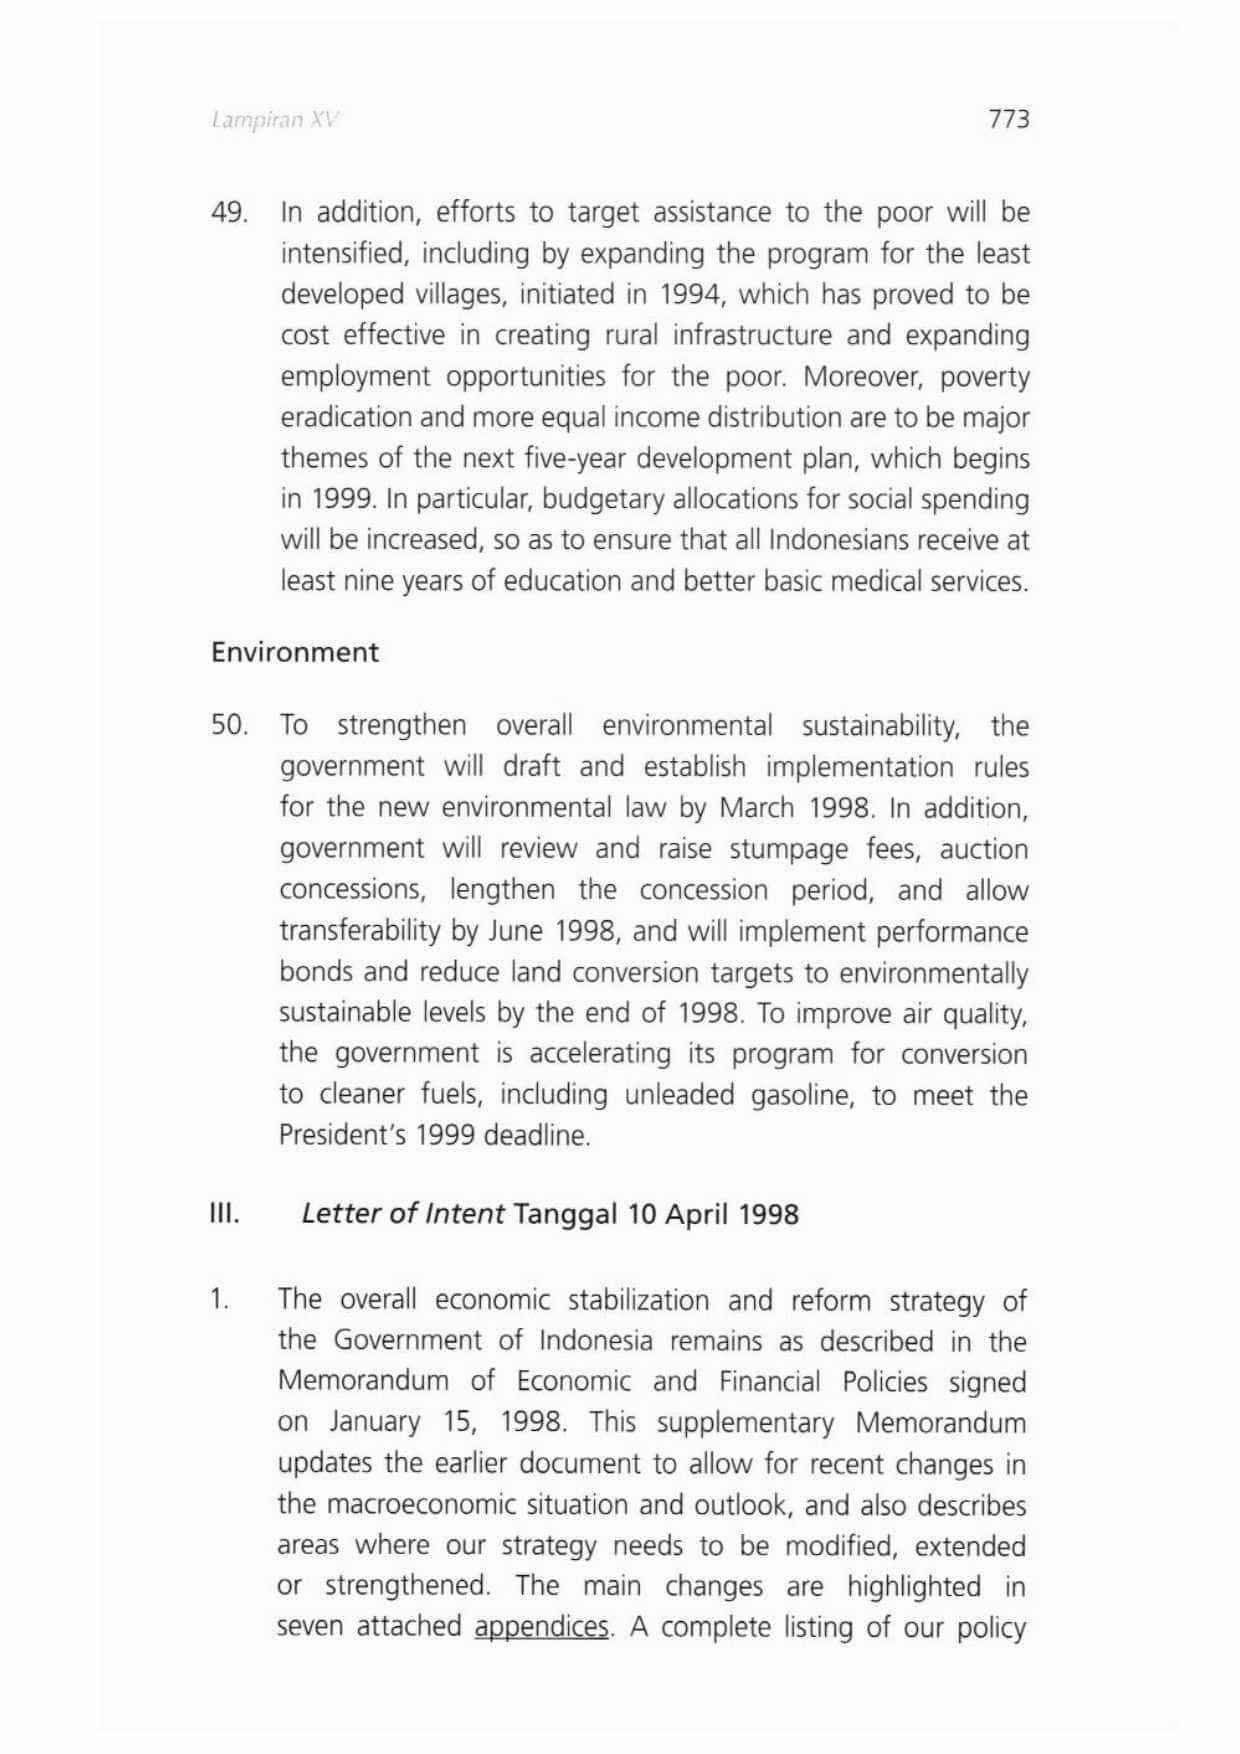 Lampiran XV 773
49. In addition, efforts to target assistance to the poor will be
intensified, including by expanding the program for the least
developed villages, initiated in 1994, which has proved to be
cost effective in creating rural infrastructure and expanding
employment opportunities for the poor. Moreover, poverty
eradication and more equal income distribution are to be major
themes of the next five-year development plan, which begins
in 1999. In particular, budgetary allocations for social spending
will be increased, so as to ensure that all Indonesians receive at
least nine years of education and better basic medical services.
Environment
50. To strengthen overall environmental sustainability, the
government will draft and establish implementation rules
for the new environmental law by March 1998. In addition,
government will review and raise stumpage fees, auction
concessions, lengthen the concession period, and allow
transferability by June 1998, and will implement performance
bonds and reduce land conversion targets to environmentally
sustainable levels by the end of 1998. To improve air quality,
the government is accelerating its program for conversion
to cleaner fuels, including unleaded gasoline, to meet the
President's 1999 deadline.
III. Letter of Intent Tanggal 10 April 1998
1. The overall economic stabilization and reform strategy of
the Government of Indonesia remains as described in the
Memorandum of Economic and Financial Policies signed
on January 15, 1998. This supplementary Memorandum
updates the earlier document to allow for recent changes in
the macroeconomic situation and outlook, and also describes
areas where our strategy needs to be modified, extended
or strengthened. The main changes are highlighted in
seven attached appendices. A complete listing of our policy